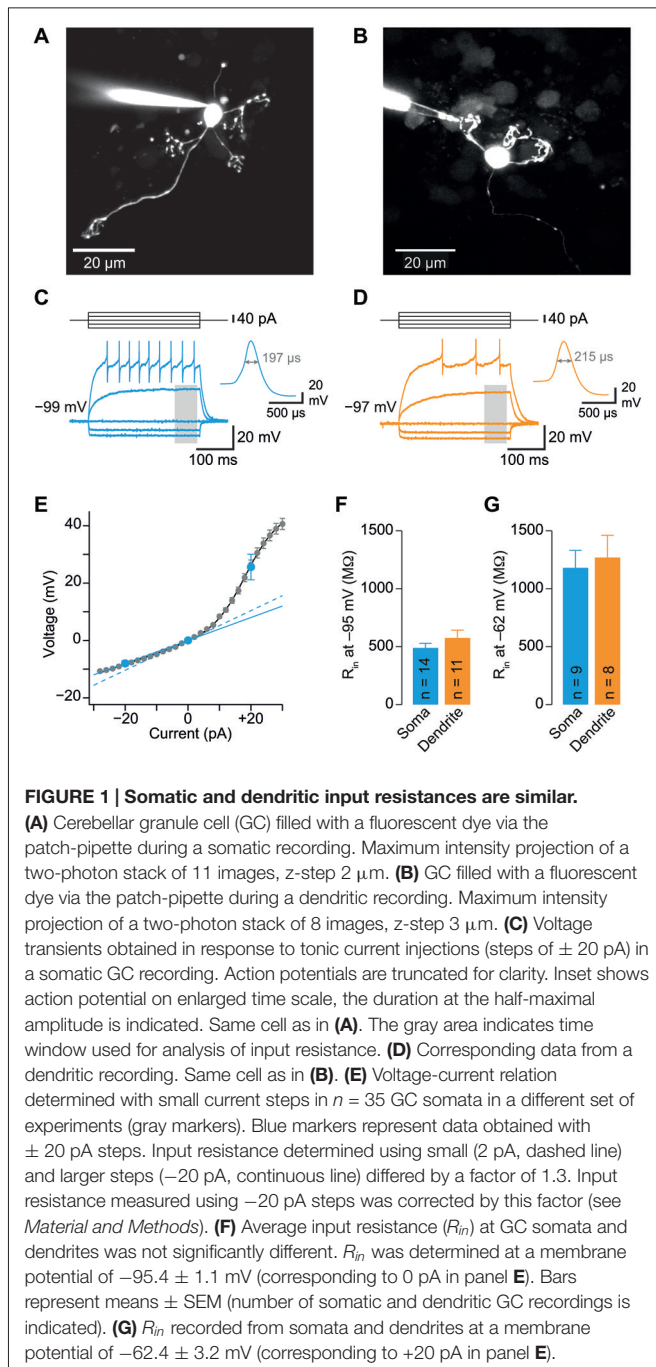 A
B
20 µm
20 µm
C
D
40 pA
40 pA
197 µs
215 µs
20
mV
500 µs
20
mV
500 µs
−99 mV
−97 mV
20 mV
100 ms
20 mV
100 ms
E
F
G
Voltage (mV)
40
20
0
−20
−20
0
+20
Current (pA)
Rin at −95 mV (MΩ)
1500
1000
500
0
n = 14
n = 11
Soma
Dendrite
Rin at −62 mV (MΩ)
1500
1000
500
0
n = 9
n = 8
Soma
Dendrite
FIGURE 1 | Somatic and dendritic input resistances are similar.
(A) Cerebellar granule cell (GC) filled with a fluorescent dye via the
patch-pipette during a somatic recording. Maximum intensity projection of a
two-photon stack of 11 images, z-step 2 µm. (B) GC filled with a fluorescent
dye via the patch-pipette during a dendritic recording. Maximum intensity
projection of a two-photon stack of 8 images, z-step 3 µm. (C) Voltage
transients obtained in response to tonic current injections (steps of ± 20 pA) in
a somatic GC recording. Action potentials are truncated for clarity. Inset shows
action potential on enlarged time scale, the duration at the half-maximal
amplitude is indicated. Same cell as in (A). The gray area indicates time
window used for analysis of input resistance. (D) Corresponding data from a
dendritic recording. Same cell as in (B). (E) Voltage-current relation
determined with small current steps in n = 35 GC somata in a different set of
experiments (gray markers). Blue markers represent data obtained with
± 20 pA steps. Input resistance determined using small (2 pA, dashed line)
and larger steps (−20 pA, continuous line) differed by a factor of 1.3. Input
resistance measured using −20 pA steps was corrected by this factor (see
Material and Methods). (F) Average input resistance (Rin) at GC somata and
dendrites was not significantly different. Rin was determined at a membrane
potential of −95.4 ± 1.1 mV (corresponding to 0 pA in panel E). Bars
represent means ± SEM (number of somatic and dendritic GC recordings is
indicated). (G) Rin recorded from somata and dendrites at a membrane
potential of −62.4 ± 3.2 mV (corresponding to +20 pA in panel E).